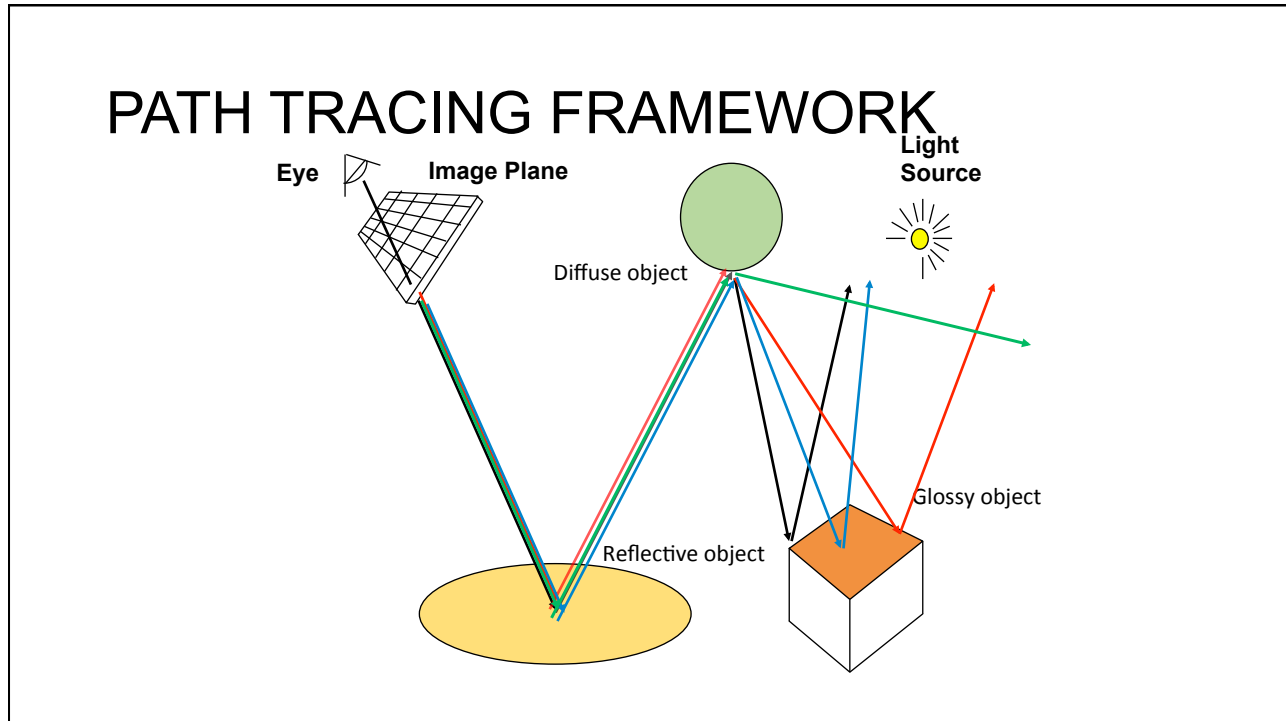 PATH TRACING FRAMEWORK
Eye
Image Plane
Light
Source
Diffuse object
Glossy object
Reflective object